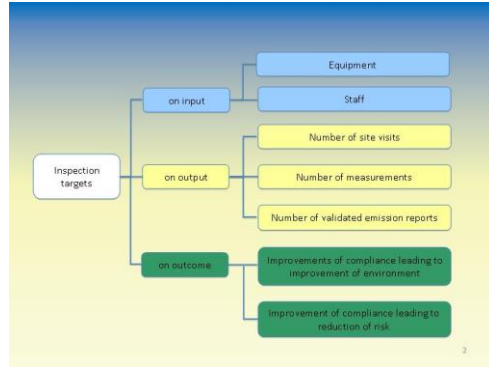 Equipment
on input
Staff
Number of site visits
Inspection
targets
on output
Number of measurements
Number of validated emission reports
on outcome
Improvements of compliance leading to
improvement of environment
Improvement of compliance leading to
reduction of risk
2